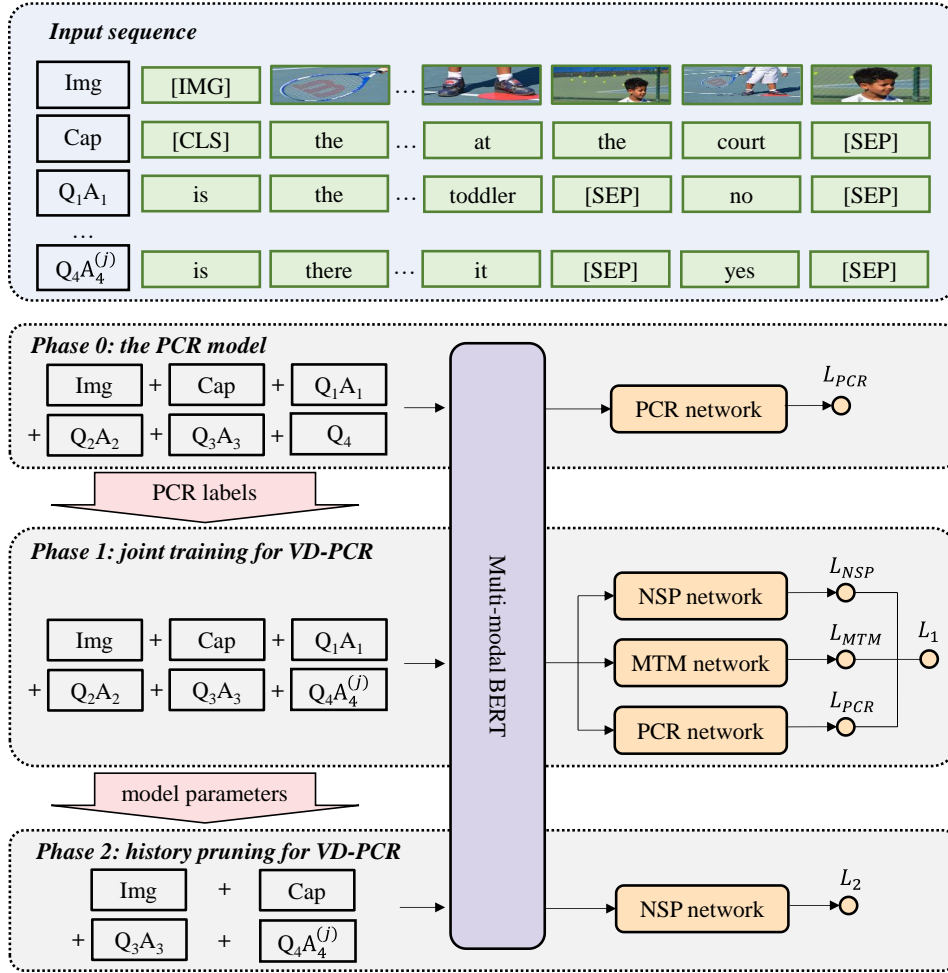 Input sequence
Img [IMG] ...
Cap [CLS] the ... at the court [SEP]
Q₁A₁ is the ... toddler [SEP] no [SEP]
...
Q₄A₄^(j) is there ... it [SEP] yes [SEP]
Phase 0: the PCR model
Img + Cap + Q₁A₁
+ Q₂A₂ + Q₃A₃ + Q₄
PCR network
L_PCR
PCR labels
Multi-modal BERT
Phase 1: joint training for VD-PCR
Img + Cap + Q₁A₁
+ Q₂A₂ + Q₃A₃ + Q₄A₄^(j)
NSP network
L_NSP
MTM network
L_MTM
L₁
PCR network
L_PCR
model parameters
Phase 2: history pruning for VD-PCR
Img + Cap
+ Q₃A₃ + Q₄A₄^(j)
NSP network
L₂